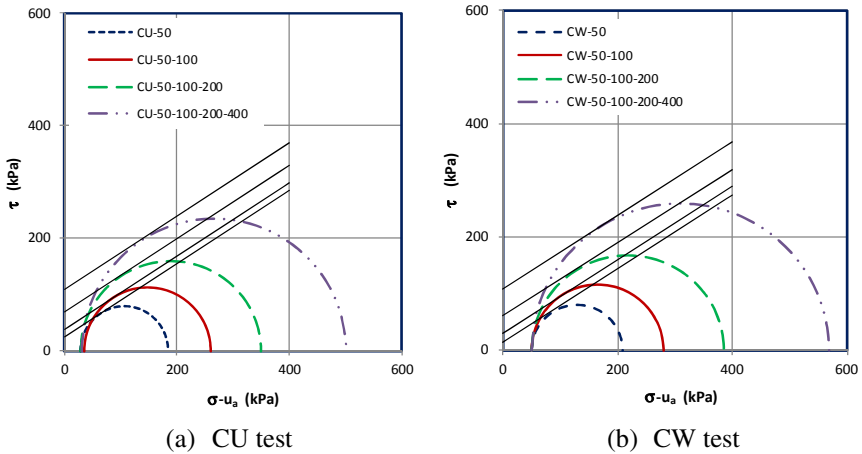 600
400
200
0
τ (kPa)
CU-50
CU-50-100
CU-50-100-200
CU-50-100-200-400
0 200 400 600
σ-uₐ (kPa)
(a) CU test
600
400
200
0
τ (kPa)
CW-50
CW-50-100
CW-50-100-200
CW-50-100-200-400
0 200 400 600
σ-uₐ (kPa)
(b) CW test